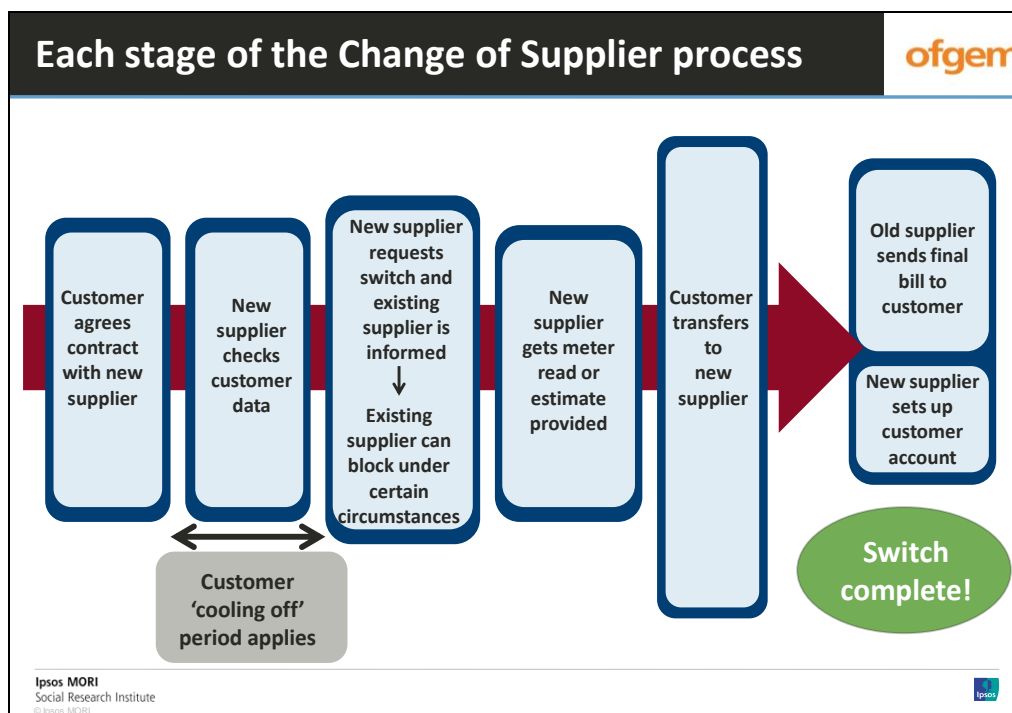 Each stage of the Change of Supplier process
ofgem
Customer
agrees
contract
with new
supplier
New
supplier
checks
customer
data
New supplier
requests
switch and
existing
supplier is
informed
Existing
supplier can
block under
certain
circumstances
New
supplier
gets meter
read or
estimate
provided
Customer
transfers
to
new
supplier
Old supplier
sends final
bill to
customer
New supplier
sets up
customer
account
Customer
‘cooling off’
period applies
Switch
complete!
Ipsos MORI
Social Research Institute
© Ipsos MORI
Ipsos